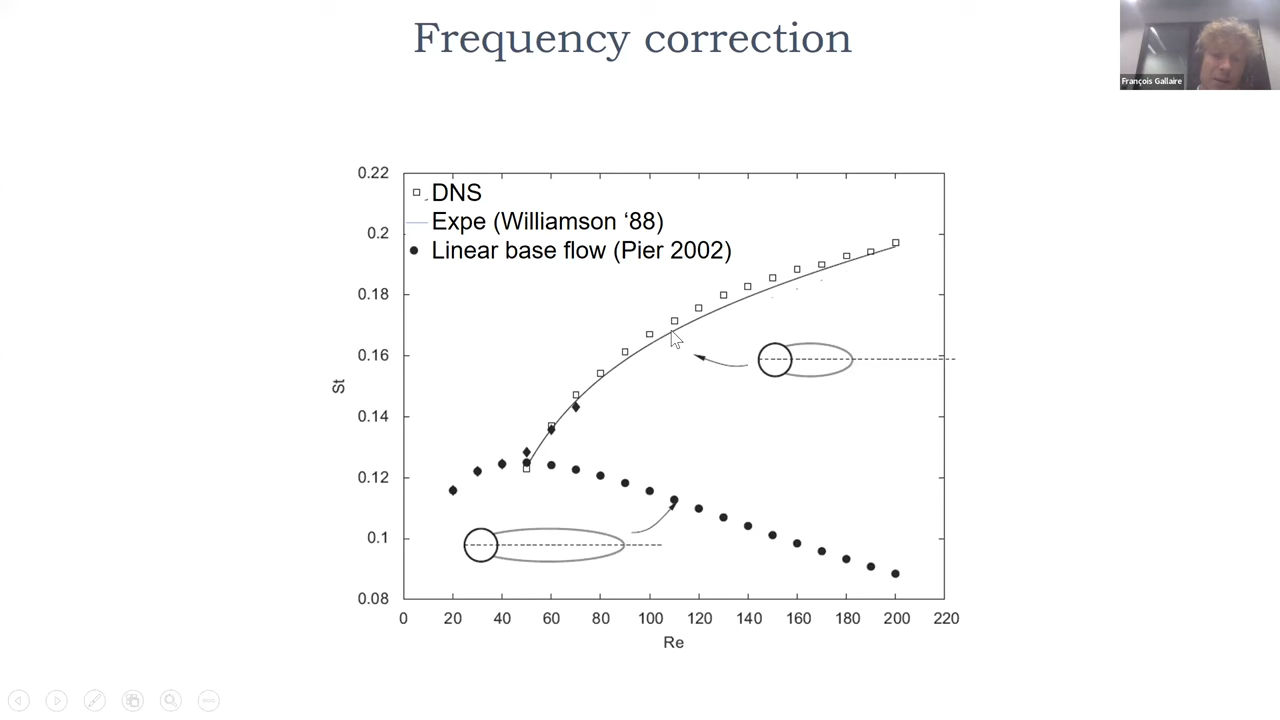 Frequency correction
François Gallaire
0.22
0.2
0.18
0.16
0.14
0.12
0.1
0.08
St
DNS
Expe (Williamson ‘88)
Linear base flow (Pier 2002)
0 20 40 60 80 100 120 140 160 180 200 220
Re